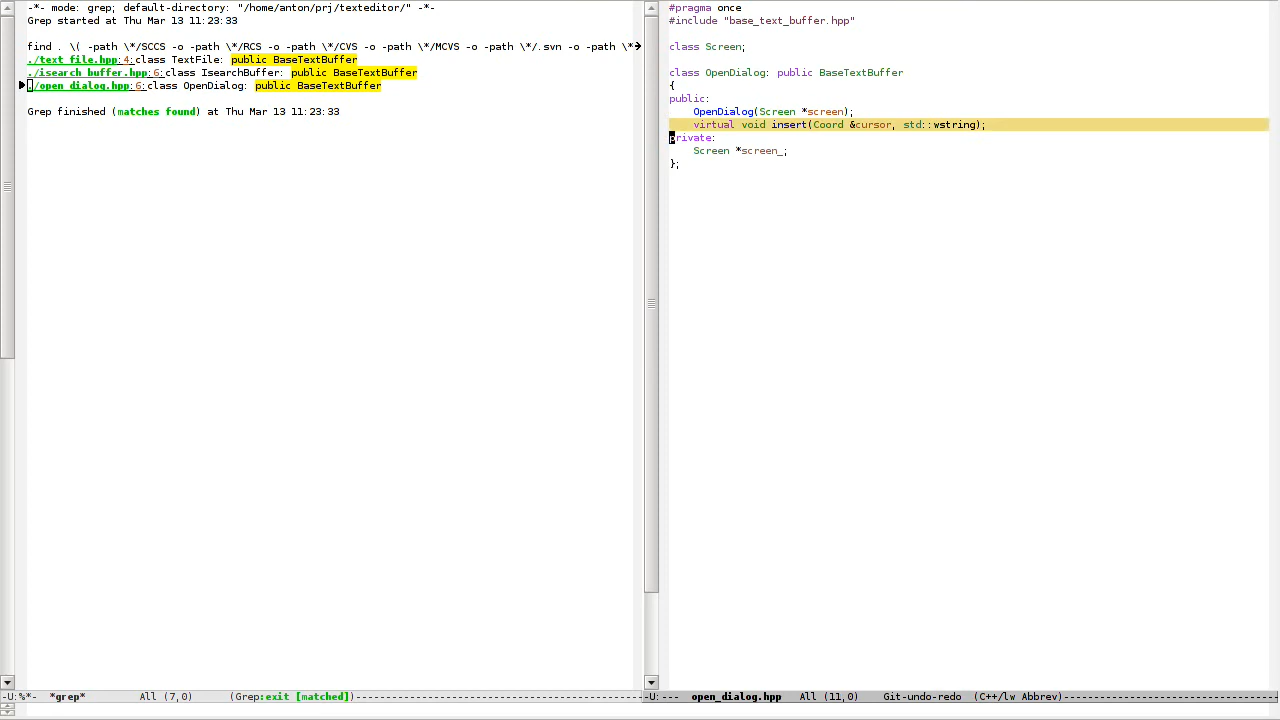 -*- mode: grep; default-directory: "/home/anton/prj/texteditor/" -*-
Grep started at Thu Mar 13 11:23:33
find . \( -path \*/SCCS -o -path \*/RCS -o -path \*/CVS -o -path \*/MCVS -o -path \*/.svn -o -path \*
./text_file.hpp:4:class TextFile: public BaseTextBuffer
./isearch_buffer.hpp:6:class IsearchBuffer: public BaseTextBuffer
./open_dialog.hpp:6:class OpenDialog: public BaseTextBuffer
Grep finished (matches found) at Thu Mar 13 11:23:33
-U:%*-  *grep*         All (7,0)      (Grep:exit [matched])
#pragma once
#include "base_text_buffer.hpp"
class Screen;
class OpenDialog: public BaseTextBuffer
{
public:
    OpenDialog(Screen *screen);
    virtual void insert(Coord &cursor, std::wstring);
private:
    Screen *screen_;
};
-U:---  open_dialog.hpp   All (11,0)    Git-undo-redo  (C++/lw Abbrev)